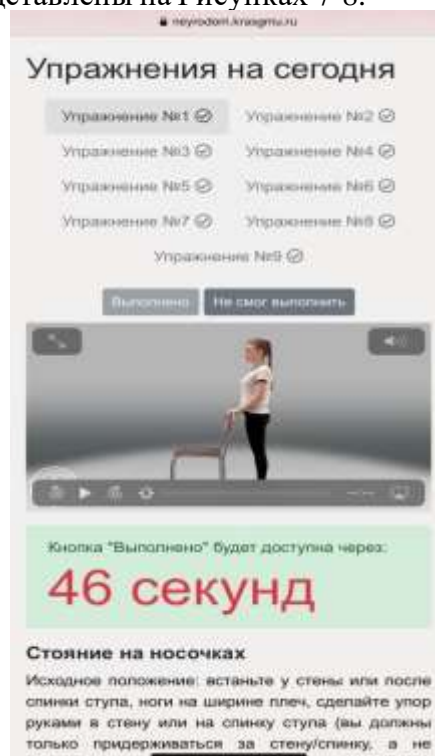 дставлены на Рисунках 7-8.
neyrodom.krasgmu.ru
Упражнения на сегодня
Упражнение №1 Упражнение №2
Упражнение №3 Упражнение №4
Упражнение №5 Упражнение №6
Упражнение №7 Упражнение №8
Упражнение №9
Выполнено Не смог выполнить
Кнопка "Выполнено" будет доступна через:
46 секунд
Стояние на носочках
Исходное положение: встаньте у стены или после
спинки стула, ноги на ширине плеч, сделайте упор
руками в стену или на спинку стула (вы должны
только придерживаться за стену/спинку, а не